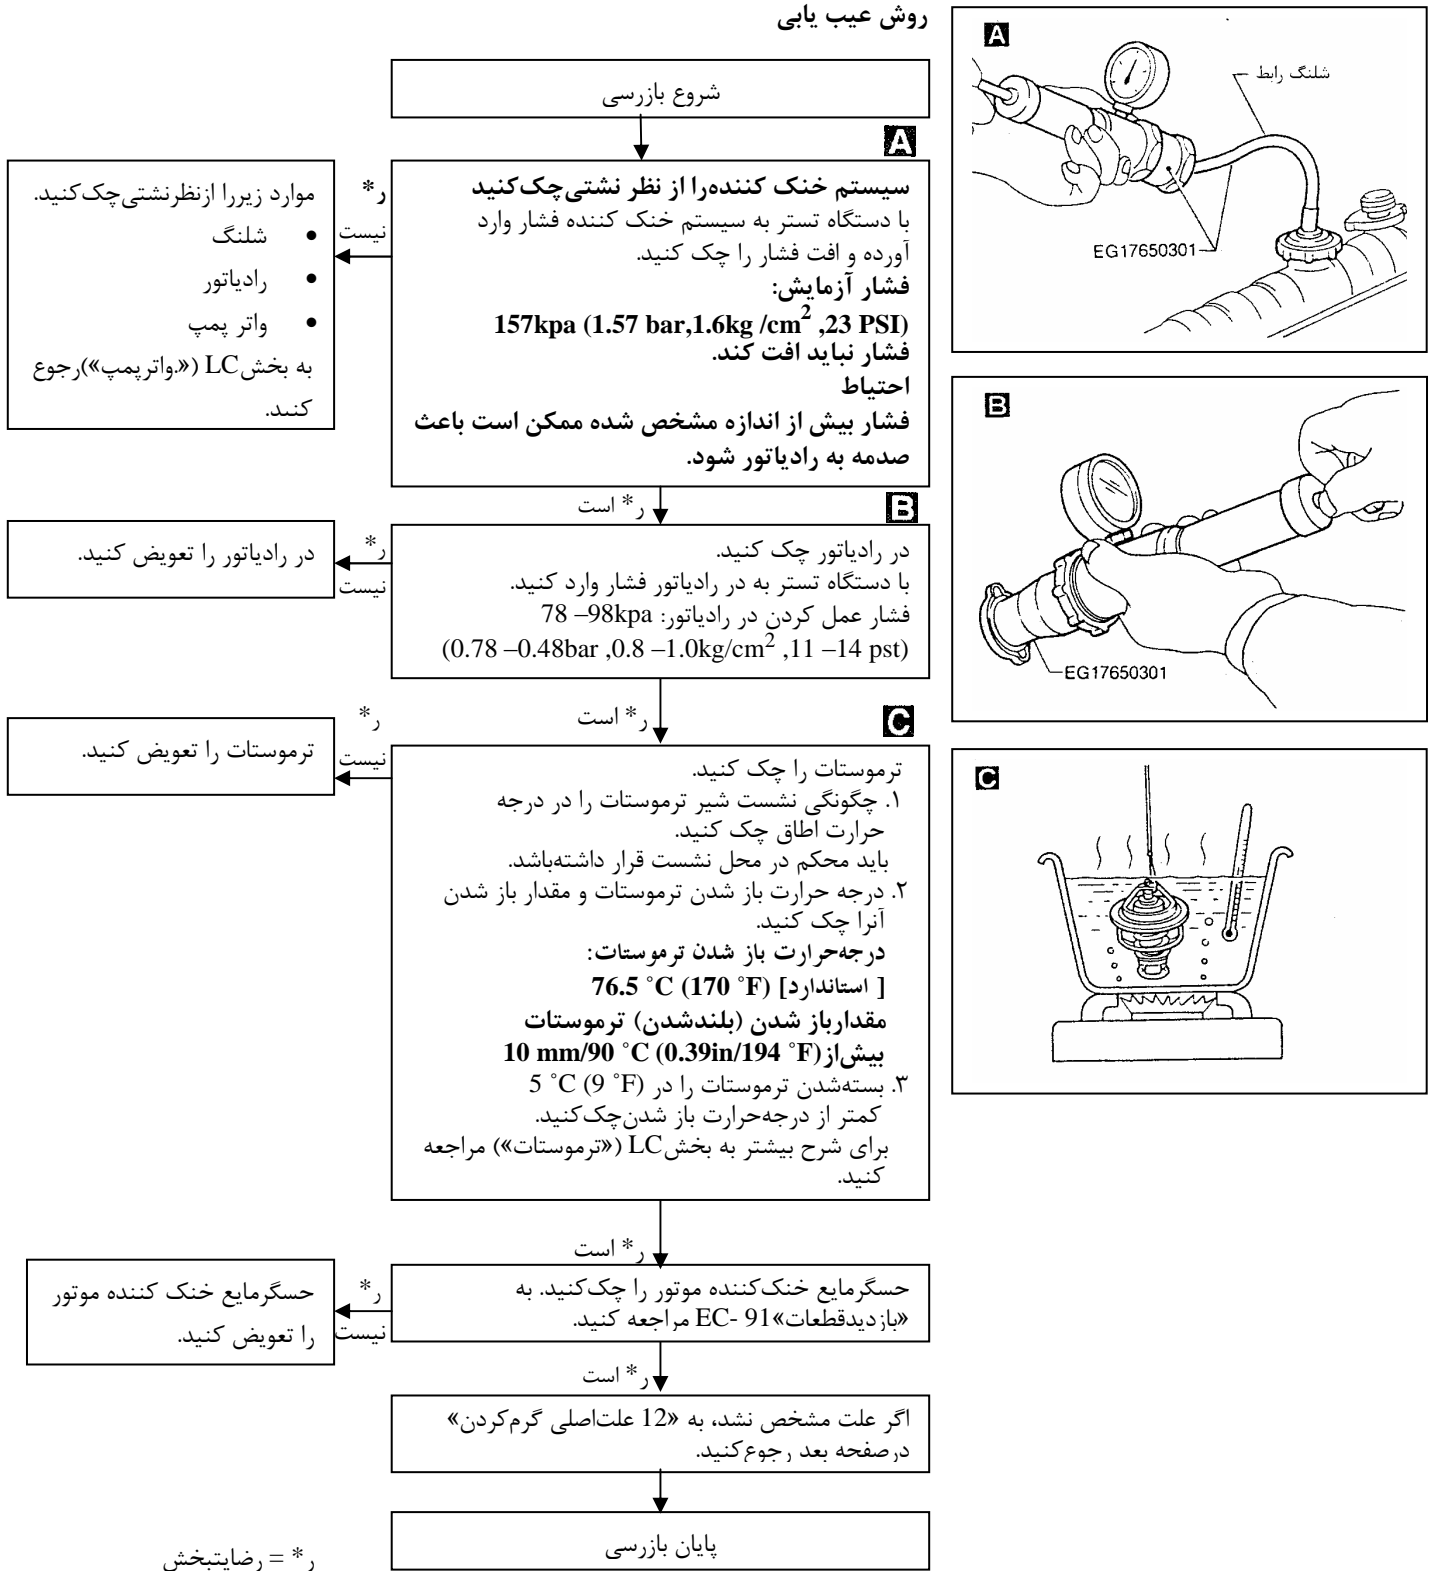 روش عیب یابی
شروع بازرسی
A
سیستم خنک کننده‌را از نظر نشتی‌چک‌کنید
با دستگاه تستر به سیستم خنک کننده فشار وارد
آورده و افت فشار را چک کنید.
فشار آزمایش:
157kpa (1.57 bar,1.6kg /cm² ,23 PSI)
فشار نباید افت کند.
احتیاط
فشار بیش از اندازه مشخص شده ممکن است باعث
صدمه به رادیاتور شود.
ر*
نیست
موارد زیررا ازنظرنشتی‌چک‌کنید.
• شلنگ
• رادیاتور
• واتر پمپ
به بخش‌LC («.واترپمپ»)رجوع
کنید.
ر* است
B
در رادیاتور چک کنید.
با دستگاه تستر به در رادیاتور فشار وارد کنید.
فشار عمل کردن در رادیاتور: 78 –98kpa
(0.78 –0.48bar ,0.8 –1.0kg/cm² ,11 –14 pst)
ر*
نیست
در رادیاتور را تعویض کنید.
ر* است
C
ترموستات را چک کنید.
۱. چگونگی نشست شیر ترموستات را در درجه
حرارت اطاق چک کنید.
باید محکم در محل نشست قرار داشته‌باشد.
۲. درجه حرارت باز شدن ترموستات و مقدار باز شدن
آنرا چک کنید.
درجه‌حرارت باز شدن ترموستات:
76.5 ˚C (170 ˚F) [استاندارد ]
مقدارباز شدن (بلندشدن) ترموستات
بیش‌از(10 mm/90 ˚C (0.39in/194 ˚F
۳. بسته‌شدن ترموستات را در 5 ˚C (9 ˚F)
کمتر از درجه‌حرارت باز شدن‌چک‌کنید.
برای شرح بیشتر به بخش‌LC («ترموستات») مراجعه
کنید.
ر*
نیست
ترموستات را تعویض کنید.
ر* است
حسگرمایع خنک‌کننده موتور را چک‌کنید. به
«بازدیدقطعات»EC- 91 مراجعه کنید.
ر*
نیست
حسگرمایع خنک کننده موتور
را تعویض کنید.
ر* است
اگر علت مشخص نشد، به «12 علت‌اصلی گرم‌کردن»
درصفحه بعد رجوع‌کنید.
پایان بازرسی
ر* = رضایتبخش
A
شلنگ رابط
EG17650301
B
EG17650301
C